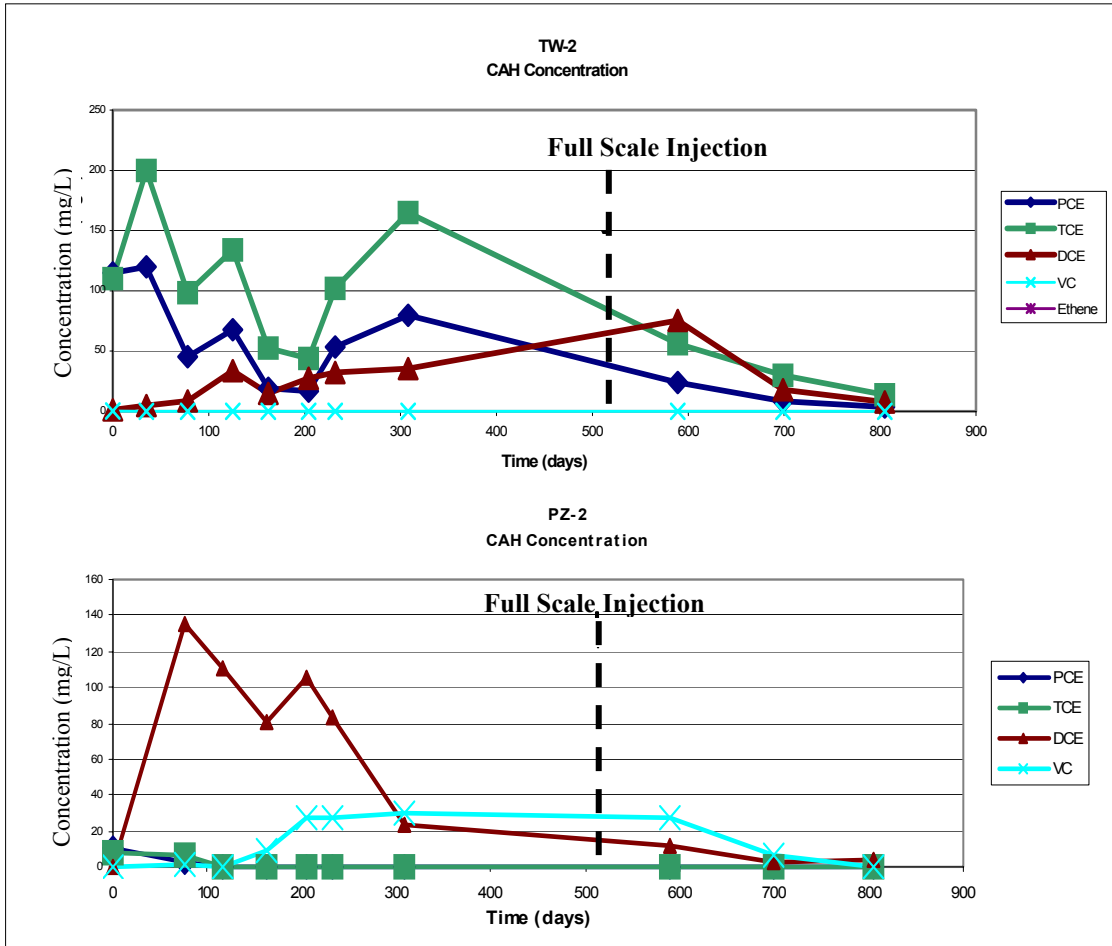 TW-2
CAH Concentration
Full Scale Injection
Concentration (mg/L)
250
200
150
100
50
0
0 100 200 300 400 500 600 700 800 900
Time (days)
PCE
TCE
DCE
VC
Ethene
PZ-2
CAH Concentration
Full Scale Injection
Concentration (mg/L)
160
140
120
100
80
60
40
20
0
0 100 200 300 400 500 600 700 800 900
Time (days)
PCE
TCE
DCE
VC